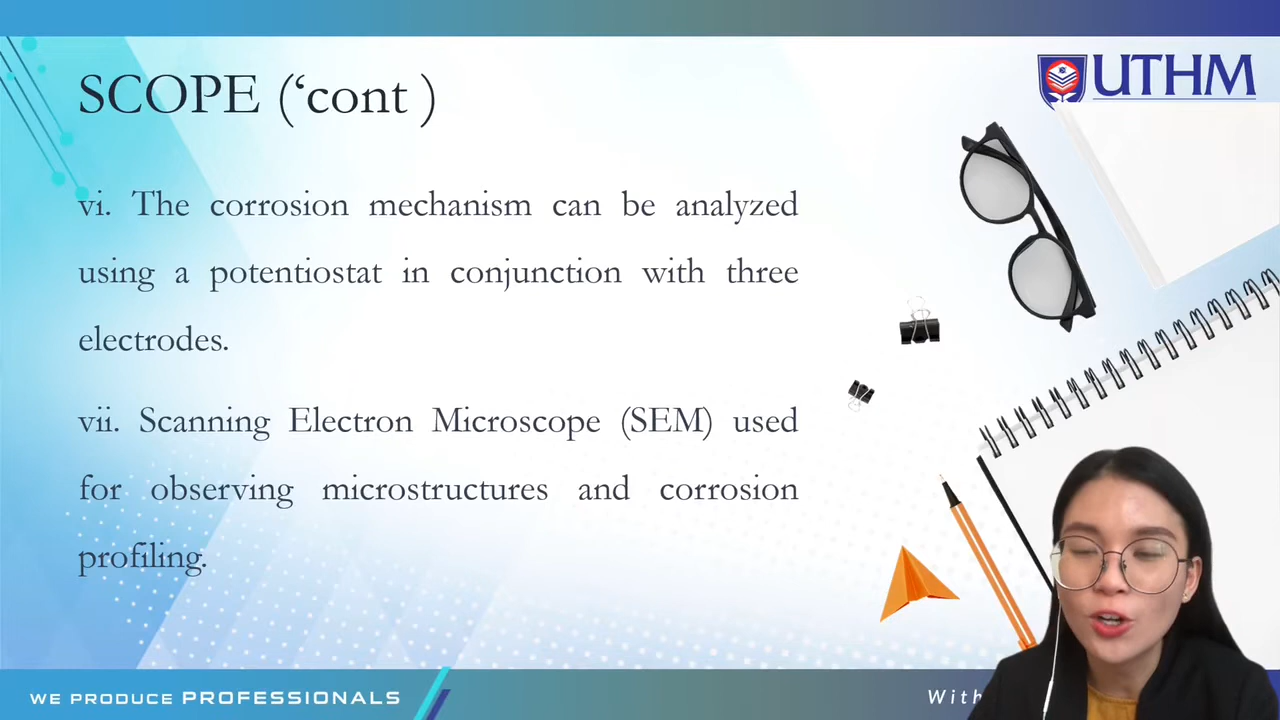 SCOPE (‘cont )
UTHM
vi. The corrosion mechanism can be analyzed
using a potentiostat in conjunction with three
electrodes.
vii. Scanning Electron Microscope (SEM) used
for observing microstructures and corrosion
profiling.
WE PRODUCE PROFESSIONALS
With